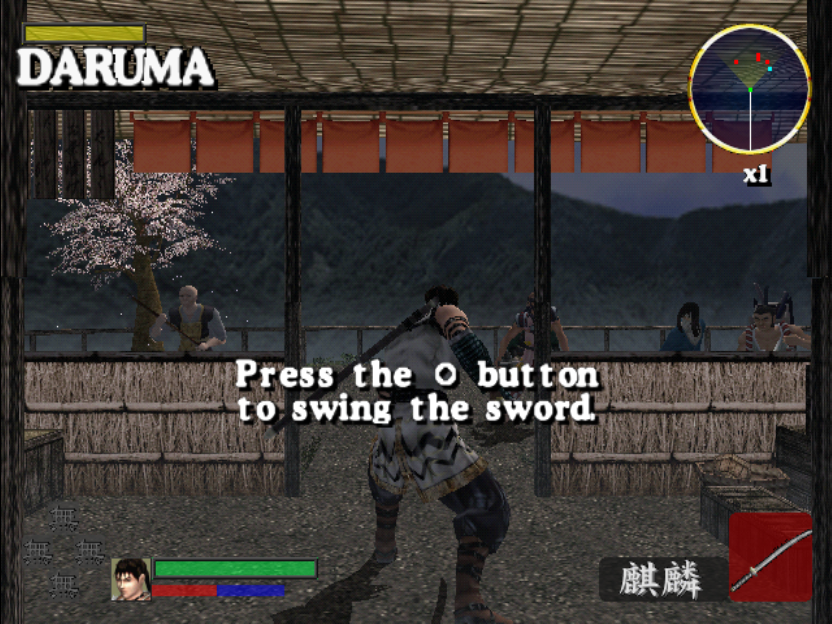 DARUMA
x1
Press the O button
to swing the sword.
無
無 無
無
麒麟